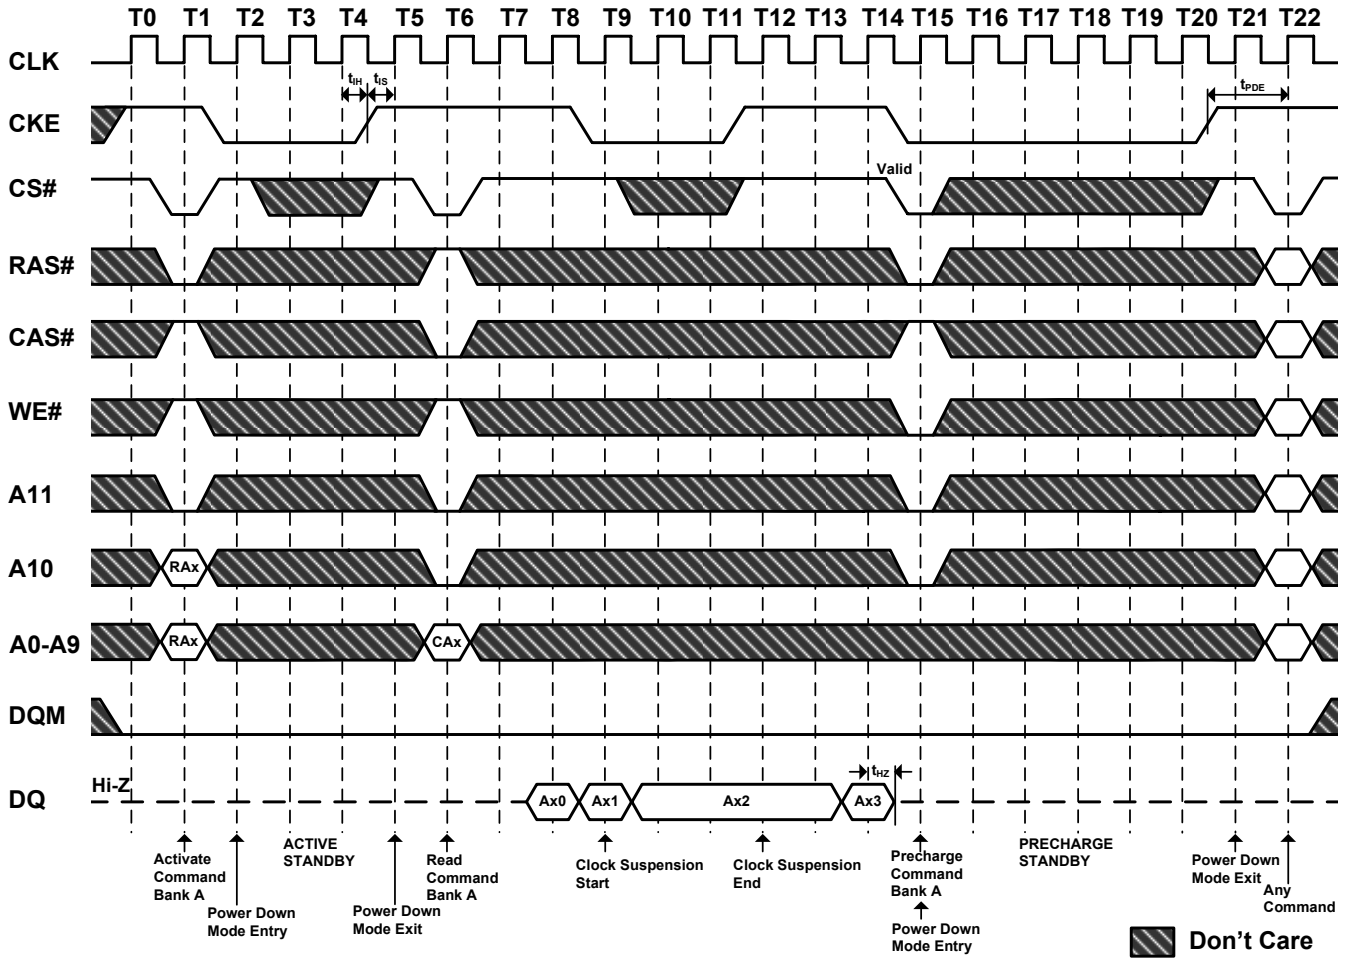 T0 T1 T2 T3 T4 T5 T6 T7 T8 T9 T10 T11 T12 T13 T14 T15 T16 T17 T18 T19 T20 T21 T22
CLK
tIH tIS
tPDE
CKE
Valid
CS#
RAS#
CAS#
WE#
A11
A10
RAx
A0-A9
RAx
CAx
DQM
Hi-Z
tHZ
DQ
Ax0 Ax1 Ax2 Ax3
Activate
Command
Bank A
Power Down
Mode Entry
ACTIVE
STANDBY
Power Down
Mode Exit
Read
Command
Bank A
Clock Suspension
Start
Clock Suspension
End
Precharge
Command
Bank A
Power Down
Mode Entry
PRECHARGE
STANDBY
Power Down
Mode Exit
Any
Command
Don't Care